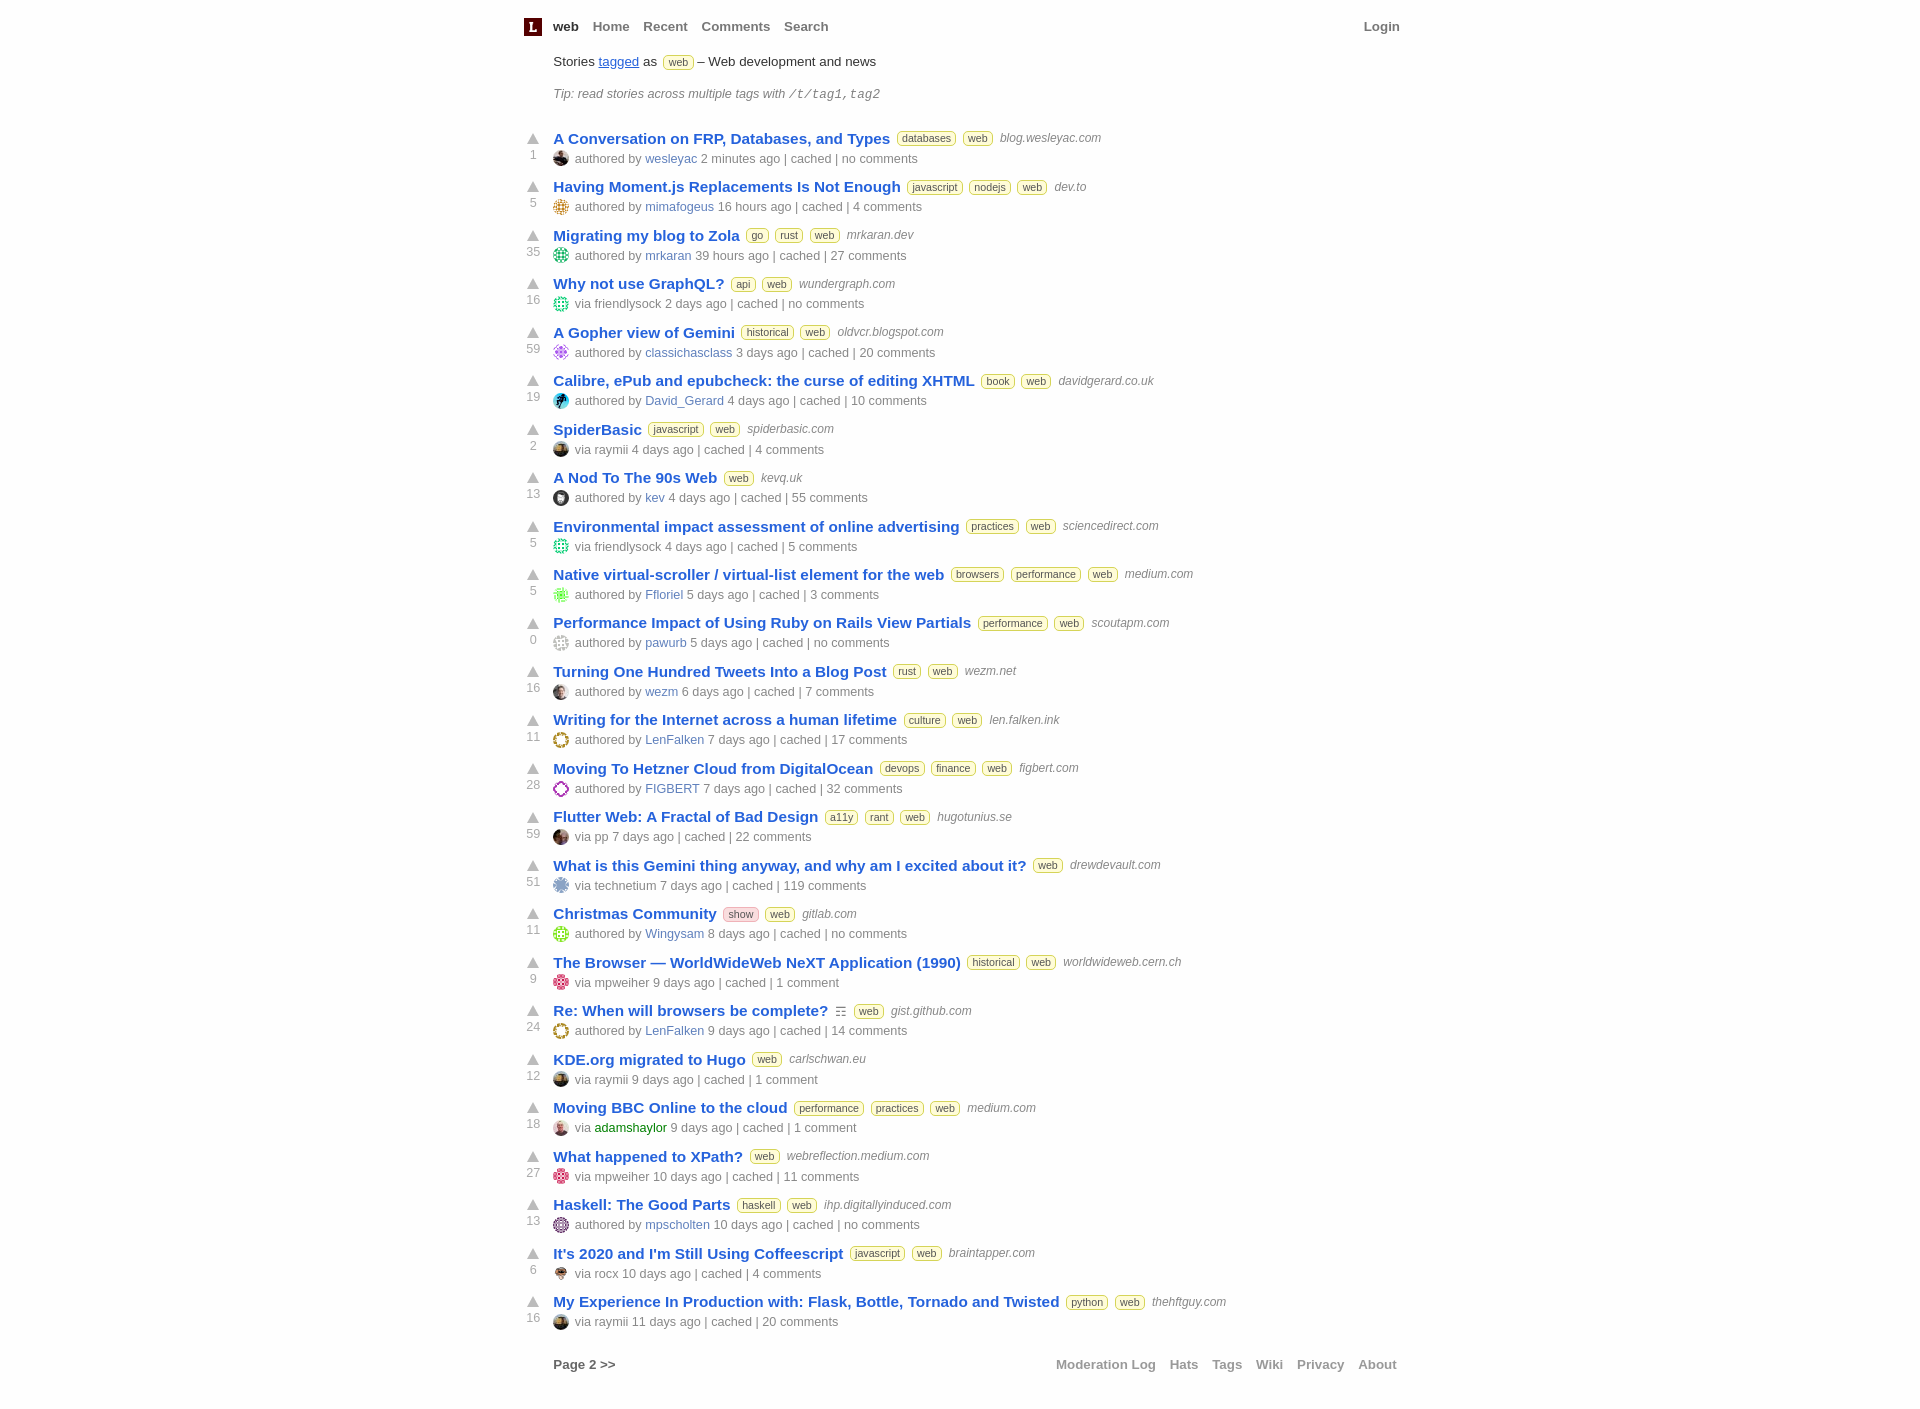 L web Home Recent Comments Search Login
Stories tagged as web – Web development and news
Tip: read stories across multiple tags with /t/tag1,tag2
A Conversation on FRP, Databases, and Types databases web blog.wesleyac.com
1 authored by wesleyac 2 minutes ago | cached | no comments
Having Moment.js Replacements Is Not Enough javascript nodejs web dev.to
5 authored by mimafogeus 16 hours ago | cached | 4 comments
Migrating my blog to Zola go rust web mrkaran.dev
35 authored by mrkaran 39 hours ago | cached | 27 comments
Why not use GraphQL? api web wundergraph.com
16 via friendlysock 2 days ago | cached | no comments
A Gopher view of Gemini historical web oldvcr.blogspot.com
59 authored by classichasclass 3 days ago | cached | 20 comments
Calibre, ePub and epubcheck: the curse of editing XHTML book web davidgerard.co.uk
19 authored by David_Gerard 4 days ago | cached | 10 comments
SpiderBasic javascript web spiderbasic.com
2 via raymii 4 days ago | cached | 4 comments
A Nod To The 90s Web web kevq.uk
13 authored by kev 4 days ago | cached | 55 comments
Environmental impact assessment of online advertising practices web sciencedirect.com
5 via friendlysock 4 days ago | cached | 5 comments
Native virtual-scroller / virtual-list element for the web browsers performance web medium.com
5 authored by Ffloriel 5 days ago | cached | 3 comments
Performance Impact of Using Ruby on Rails View Partials performance web scoutapm.com
0 authored by pawurb 5 days ago | cached | no comments
Turning One Hundred Tweets Into a Blog Post rust web wezm.net
16 authored by wezm 6 days ago | cached | 7 comments
Writing for the Internet across a human lifetime culture web len.falken.ink
11 authored by LenFalken 7 days ago | cached | 17 comments
Moving To Hetzner Cloud from DigitalOcean devops finance web figbert.com
28 authored by FIGBERT 7 days ago | cached | 32 comments
Flutter Web: A Fractal of Bad Design a11y rant web hugotunius.se
59 via pp 7 days ago | cached | 22 comments
What is this Gemini thing anyway, and why am I excited about it? web drewdevault.com
51 via technetium 7 days ago | cached | 119 comments
Christmas Community show web gitlab.com
11 authored by Wingysam 8 days ago | cached | no comments
The Browser — WorldWideWeb NeXT Application (1990) historical web worldwideweb.cern.ch
9 via mpweiher 9 days ago | cached | 1 comment
Re: When will browsers be complete? ☶ web gist.github.com
24 authored by LenFalken 9 days ago | cached | 14 comments
KDE.org migrated to Hugo web carlschwan.eu
12 via raymii 9 days ago | cached | 1 comment
Moving BBC Online to the cloud performance practices web medium.com
18 via adamshaylor 9 days ago | cached | 1 comment
What happened to XPath? web webreflection.medium.com
27 via mpweiher 10 days ago | cached | 11 comments
Haskell: The Good Parts haskell web ihp.digitallyinduced.com
13 authored by mpscholten 10 days ago | cached | no comments
It's 2020 and I'm Still Using Coffeescript javascript web braintapper.com
6 via rocx 10 days ago | cached | 4 comments
My Experience In Production with: Flask, Bottle, Tornado and Twisted python web thehftguy.com
16 via raymii 11 days ago | cached | 20 comments
Page 2 >> Moderation Log Hats Tags Wiki Privacy About